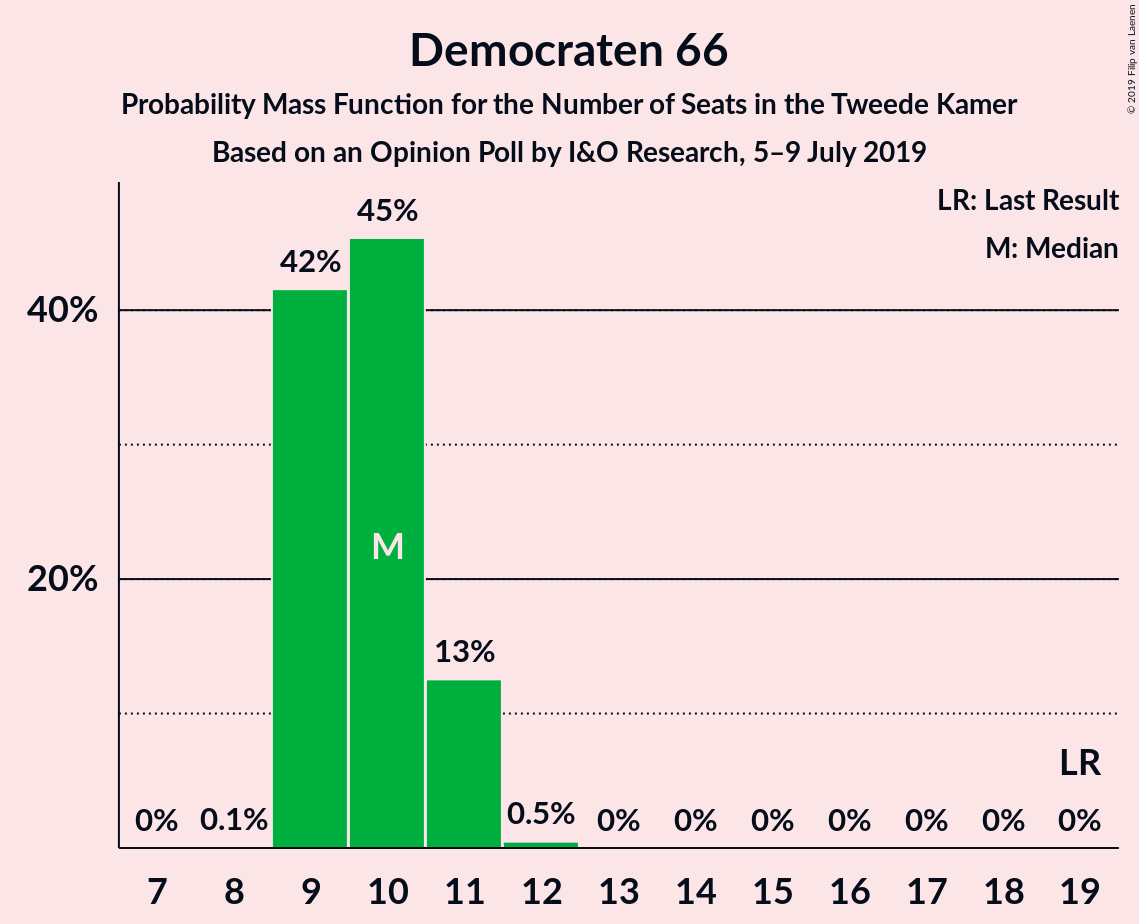 Democraten 66
Probability Mass Function for the Number of Seats in the Tweede Kamer
Based on an Opinion Poll by I&O Research, 5–9 July 2019
© 2019 Filip van Laenen
LR: Last Result
M: Median
45%
42%
40%
M
20%
13%
LR
0% 0.1% 0.5% 0% 0% 0% 0% 0% 0% 0%
7 8 9 10 11 12 13 14 15 16 17 18 19